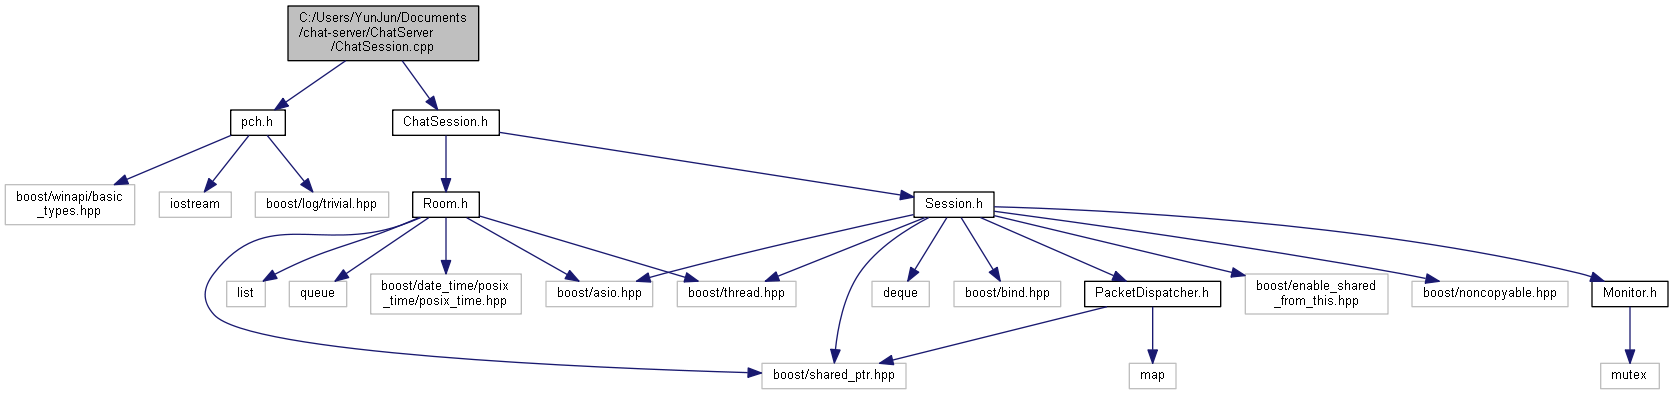 C:/Users/YunJun/Documents
/chat-server/ChatServer
/ChatSession.cpp
pch.h
ChatSession.h
boost/winapi/basic
_types.hpp
iostream
boost/log/trivial.hpp
Room.h
Session.h
list
queue
boost/date_time/posix
_time/posix_time.hpp
boost/asio.hpp
boost/thread.hpp
deque
boost/bind.hpp
PacketDispatcher.h
boost/enable_shared
_from_this.hpp
boost/noncopyable.hpp
Monitor.h
boost/shared_ptr.hpp
map
mutex